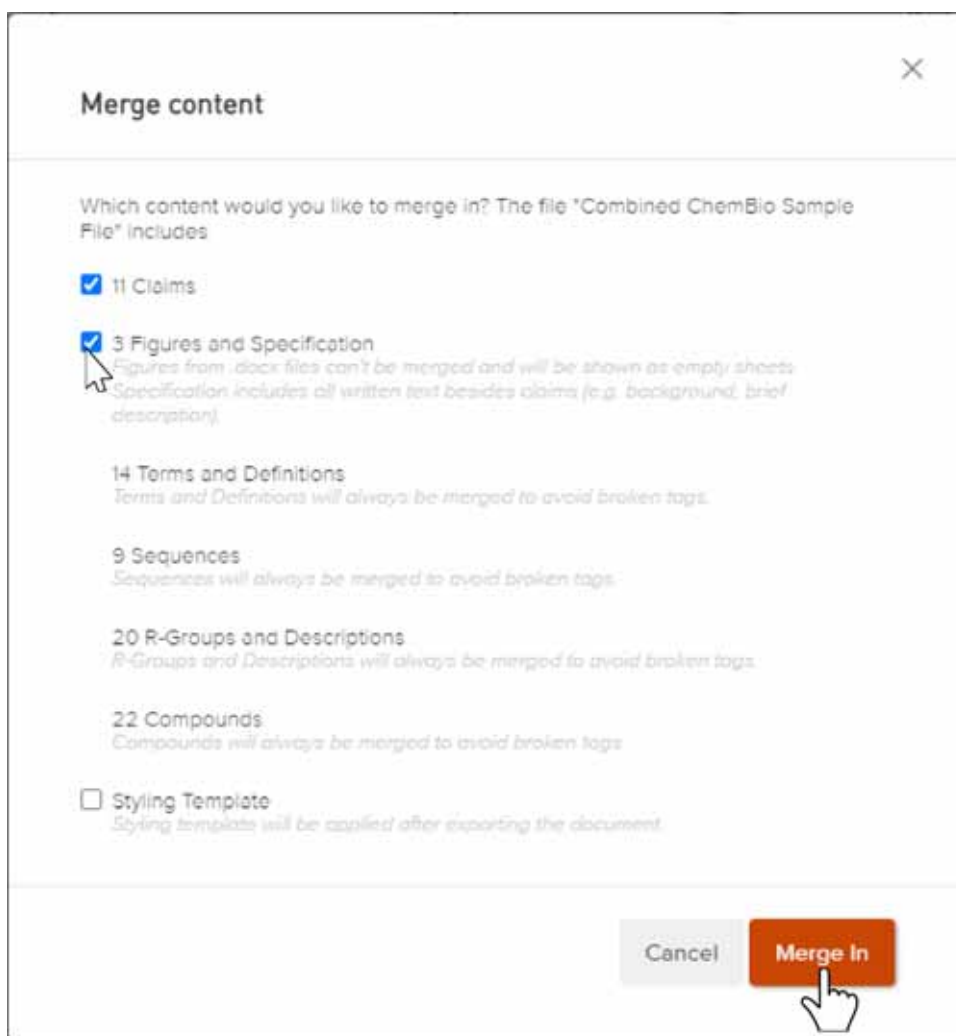 Merge content
Which content would you like to merge in? The file "Combined ChemBio Sample
File" includes
11 Claims
3 Figures and Specification
Figures from .docx files can't be merged and will be shown as empty sheets.
Specification includes all written text besides claims (e.g. background, brief
description).
14 Terms and Definitions
Terms and Definitions will always be merged to avoid broken tags.
9 Sequences
Sequences will always be merged to avoid broken tags.
20 R-Groups and Descriptions
R-Groups and Descriptions will always be merged to avoid broken tags.
22 Compounds
Compounds will always be merged to avoid broken tags
Styling Template
Styling template will be applied after exporting the document.
Cancel
Merge In